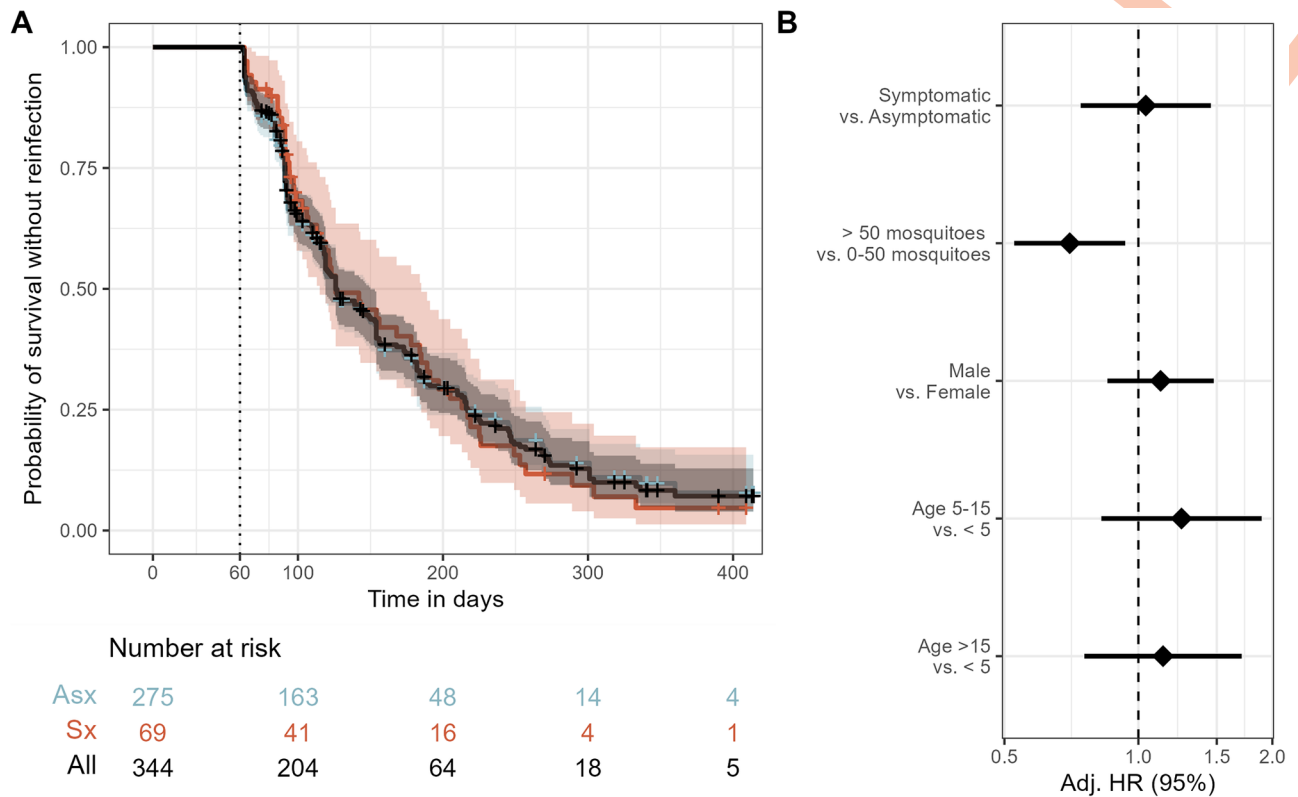 A
B
Probability of survival without reinfection
1.00
0.75
0.50
0.25
0.00
0
60
100
200
300
400
Time in days
Number at risk
Asx 275 163 48 14 4
Sx 69 41 16 4 1
All 344 204 64 18 5
Symptomatic
vs. Asymptomatic
> 50 mosquitoes
vs. 0-50 mosquitoes
Male
vs. Female
Age 5-15
vs. < 5
Age >15
vs. < 5
0.5
1.0
1.5
2.0
Adj. HR (95%)